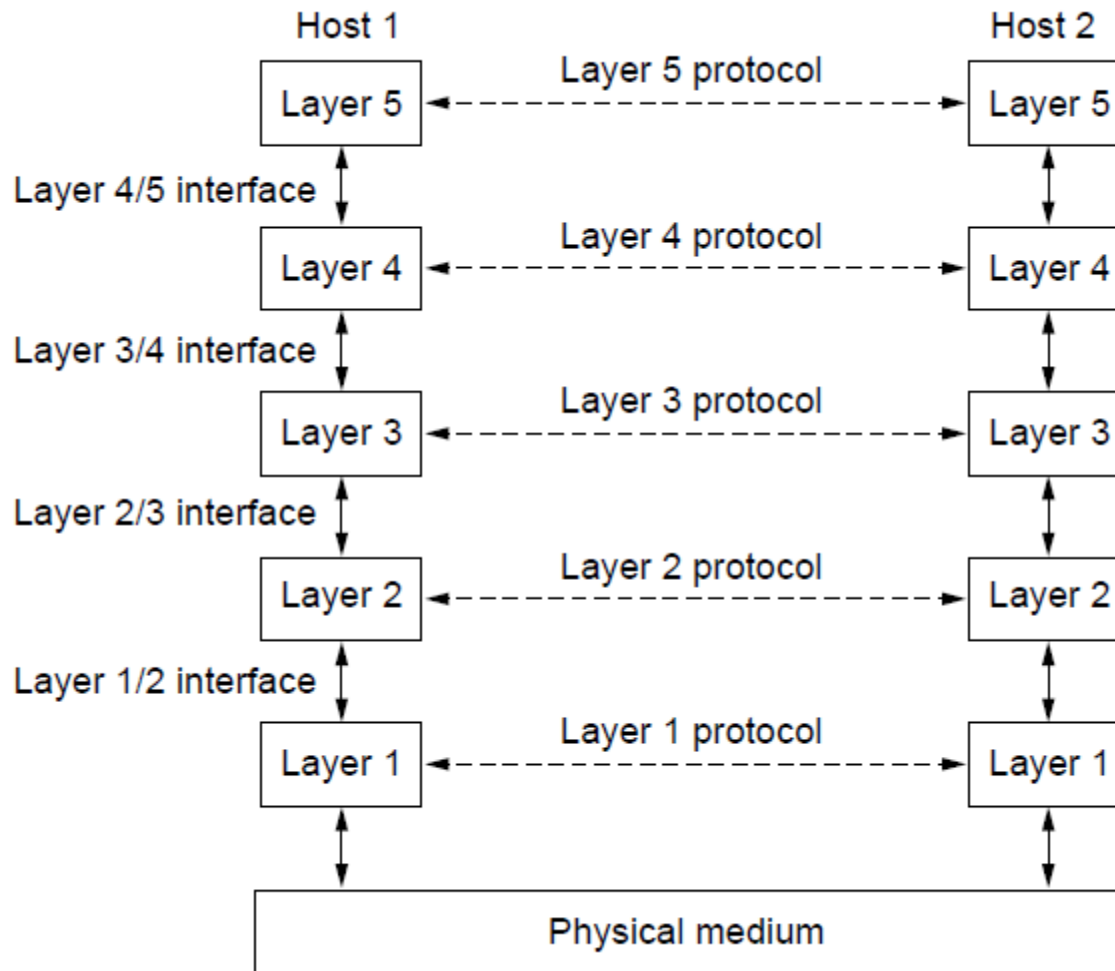 Host 1
Host 2
Layer 5 protocol
Layer 5
Layer 5
Layer 4/5 interface
Layer 4 protocol
Layer 4
Layer 4
Layer 3/4 interface
Layer 3 protocol
Layer 3
Layer 3
Layer 2/3 interface
Layer 2 protocol
Layer 2
Layer 2
Layer 1/2 interface
Layer 1 protocol
Layer 1
Layer 1
Physical medium